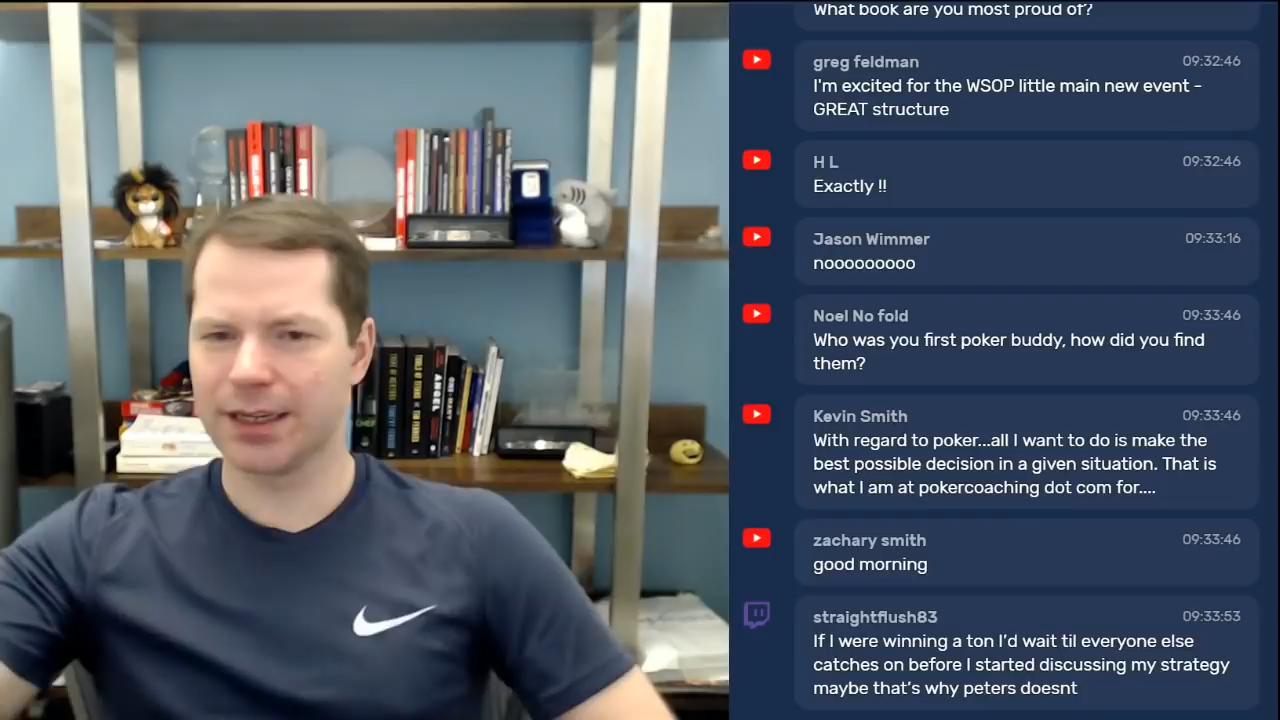 What book are you most proud of?
greg feldman 09:32:46
I'm excited for the WSOP little main new event -
GREAT structure
H L 09:32:46
Exactly !!
Jason Wimmer 09:33:16
nooooooooo
Noel No fold 09:33:46
Who was you first poker buddy, how did you find
them?
Kevin Smith 09:33:46
With regard to poker...all I want to do is make the
best possible decision in a given situation. That is
what I am at pokercoaching dot com for....
zachary smith 09:33:46
good morning
straightflush83 09:33:53
If I were winning a ton I'd wait til everyone else
catches on before I started discussing my strategy
maybe that's why peters doesnt
TOOLS OF TITANS
ANGEL